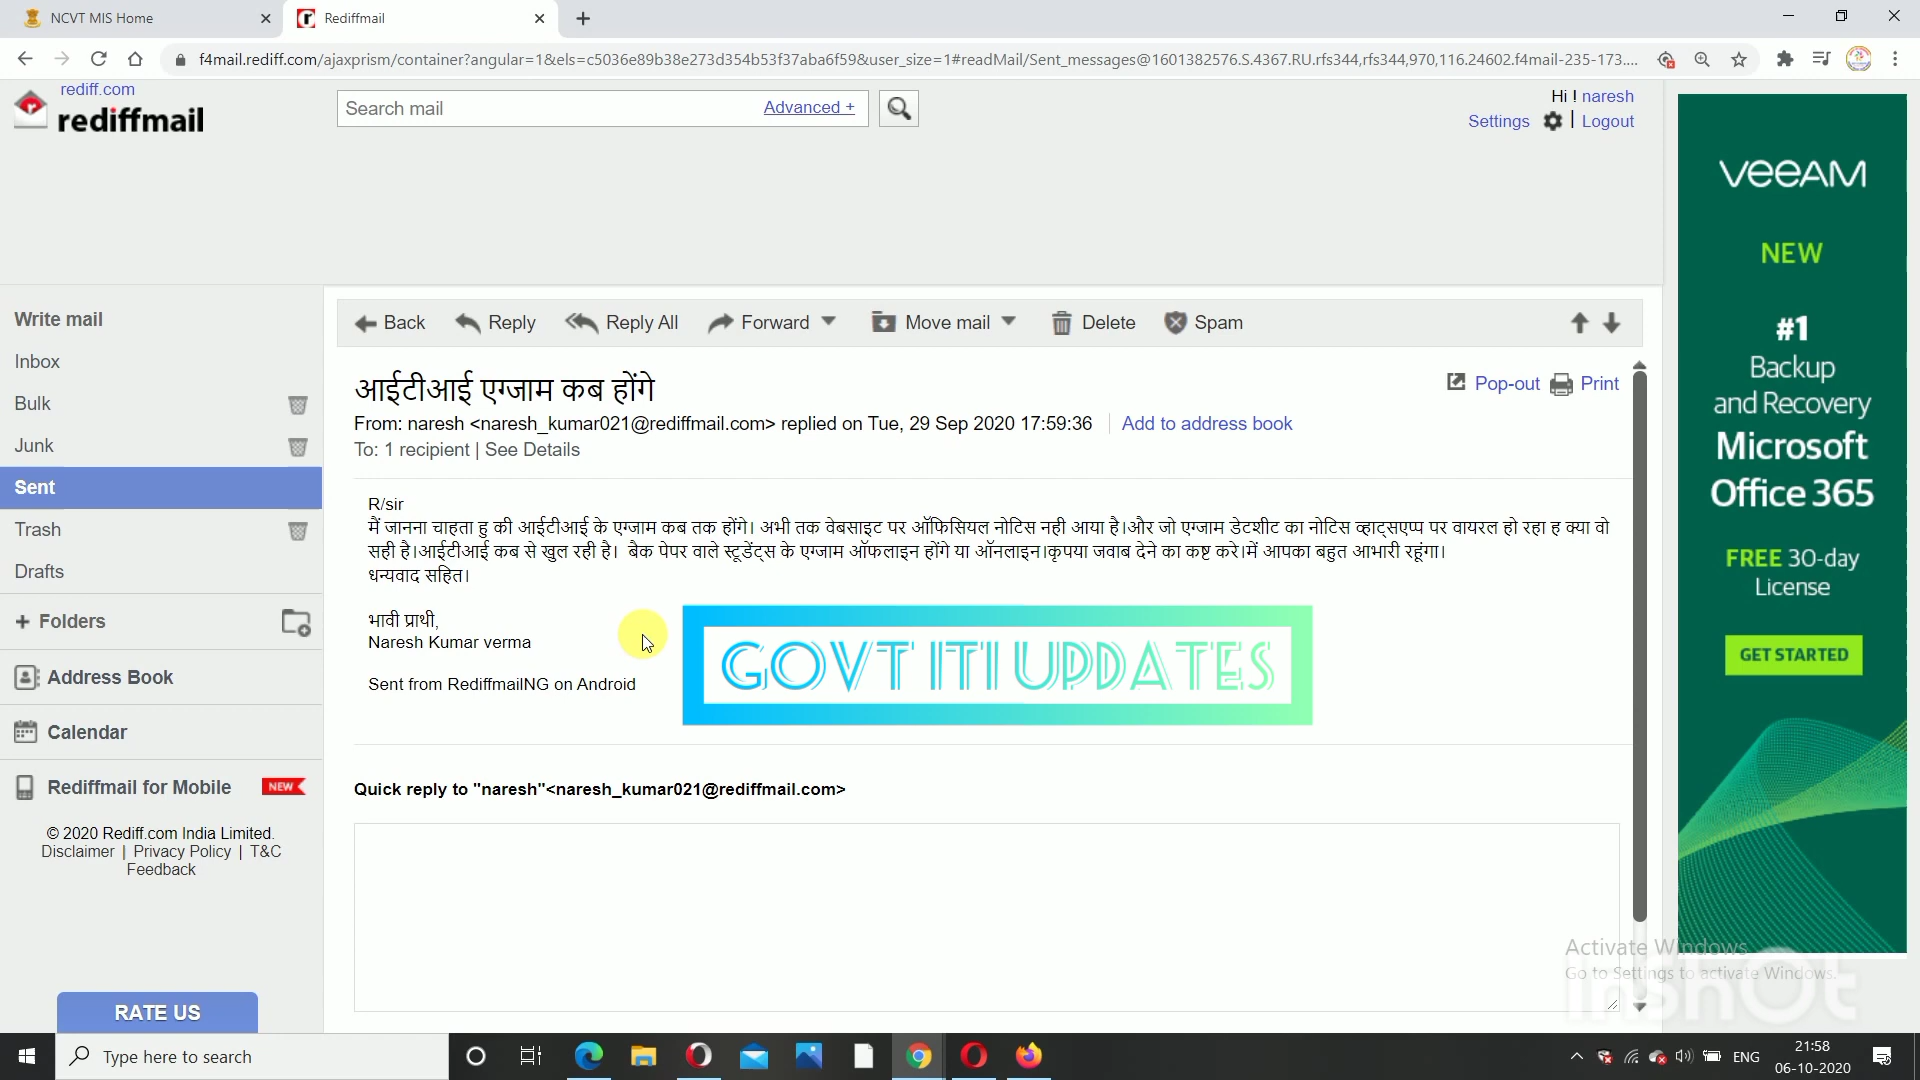 NCVT MIS Home
Rediffmail
f4mail.rediff.com/ajaxprism/container?angular=1&els=c5036e89b38e273d354b53f37aba6f59&user_size=1#readMail/Sent_messages@1601382576.S.4367.RU.rfs344,rfs344,970,116.24602.f4mail-235-173....
rediff.com
rediffmail
Search mail
Advanced +
Hi ! naresh
Settings | Logout
Write mail
Inbox
Bulk
Junk
Sent
Trash
Drafts
+ Folders
Address Book
Calendar
Rediffmail for Mobile NEW
© 2020 Rediff.com India Limited.
Disclaimer | Privacy Policy | T&C
Feedback
RATE US
Back Reply Reply All Forward Move mail Delete Spam
आईटीआई एग्जाम कब होंगे
Pop-out Print
From: naresh <naresh_kumar021@rediffmail.com> replied on Tue, 29 Sep 2020 17:59:36 Add to address book
To: 1 recipient | See Details
R/sir
मैं जानना चाहता हु की आईटीआई के एग्जाम कब तक होंगे। अभी तक वेबसाइट पर ऑफिसियल नोटिस नही आया है।और जो एग्जाम डेटशीट का नोटिस व्हाट्सएप्प पर वायरल हो रहा ह क्या वो
सही है।आईटीआई कब से खुल रही है। बैक पेपर वाले स्टूडेंट्स के एग्जाम ऑफलाइन होंगे या ऑनलाइन।कृपया जवाब देने का कष्ट करे।में आपका बहुत आभारी रहूंगा।
धन्यवाद सहित।
भावी प्राथी,
Naresh Kumar verma
Sent from RediffmailNG on Android
GOVT ITI UPDATES
Quick reply to "naresh"<naresh_kumar021@rediffmail.com>
VEEAM
NEW
#1
Backup
and Recovery
Microsoft
Office 365
FREE 30-day
License
GET STARTED
Activate Windows
Go to Settings to activate Windows.
InShot
Type here to search
ENG
21:58
06-10-2020